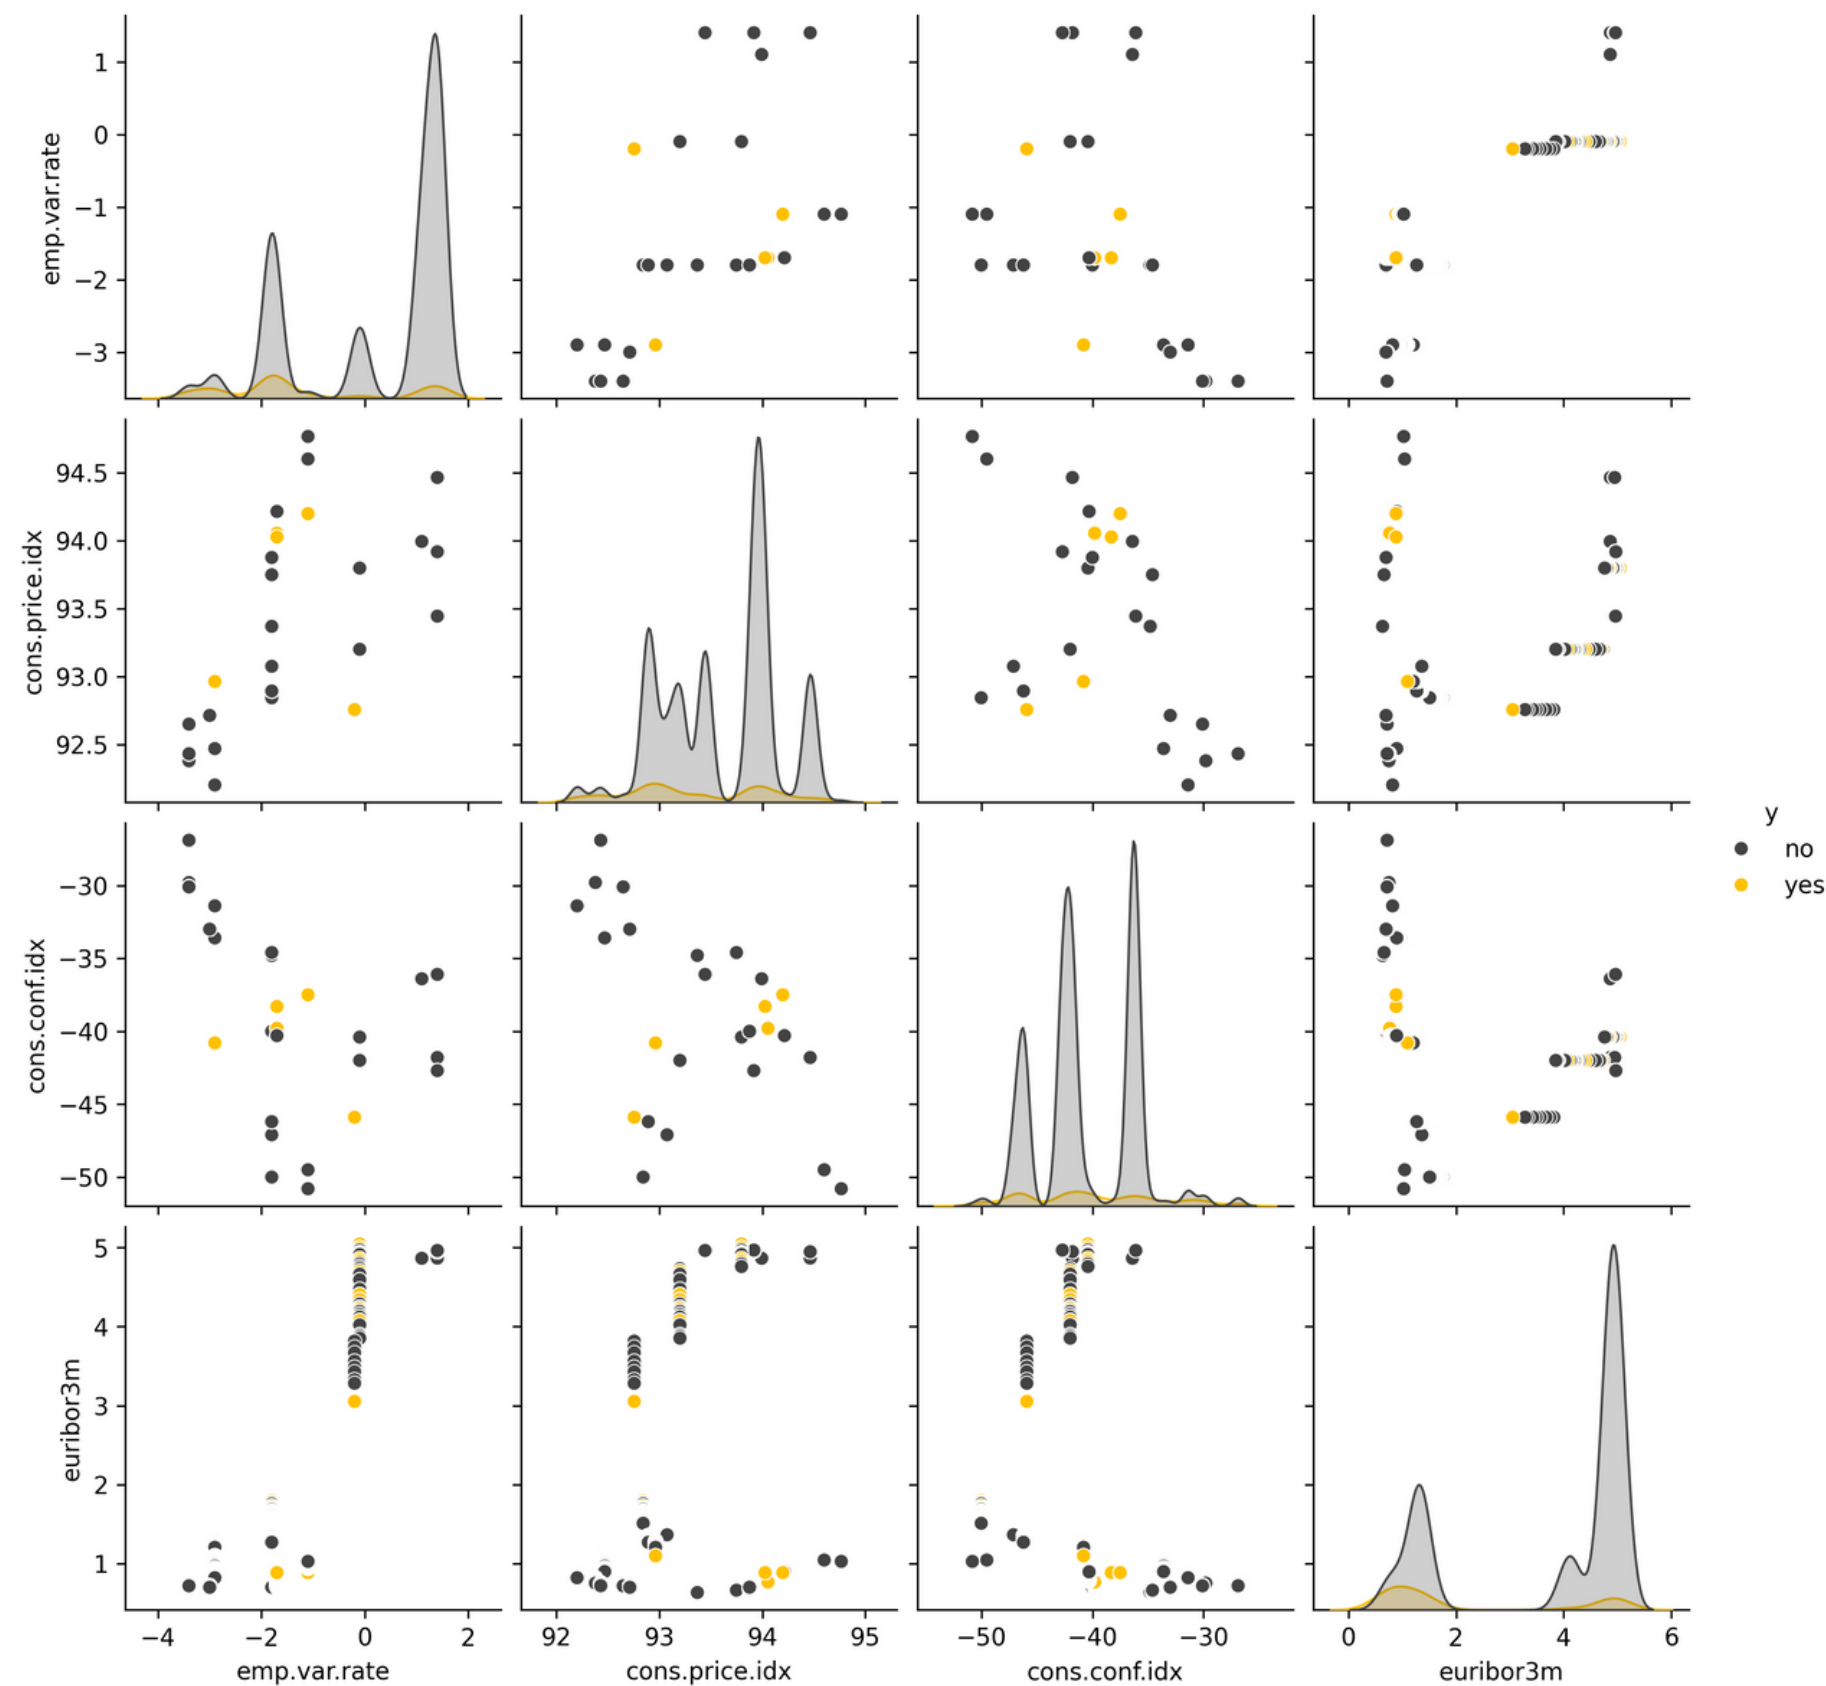 emp.var.rate
1
0
−1
−2
−3
cons.price.idx
94.5
94.0
93.5
93.0
92.5
cons.conf.idx
−30
−35
−40
−45
−50
euribor3m
5
4
3
2
1
−4 −2 0 2
emp.var.rate
92 93 94 95
cons.price.idx
−50 −40 −30
cons.conf.idx
0 2 4 6
euribor3m
y
no
yes